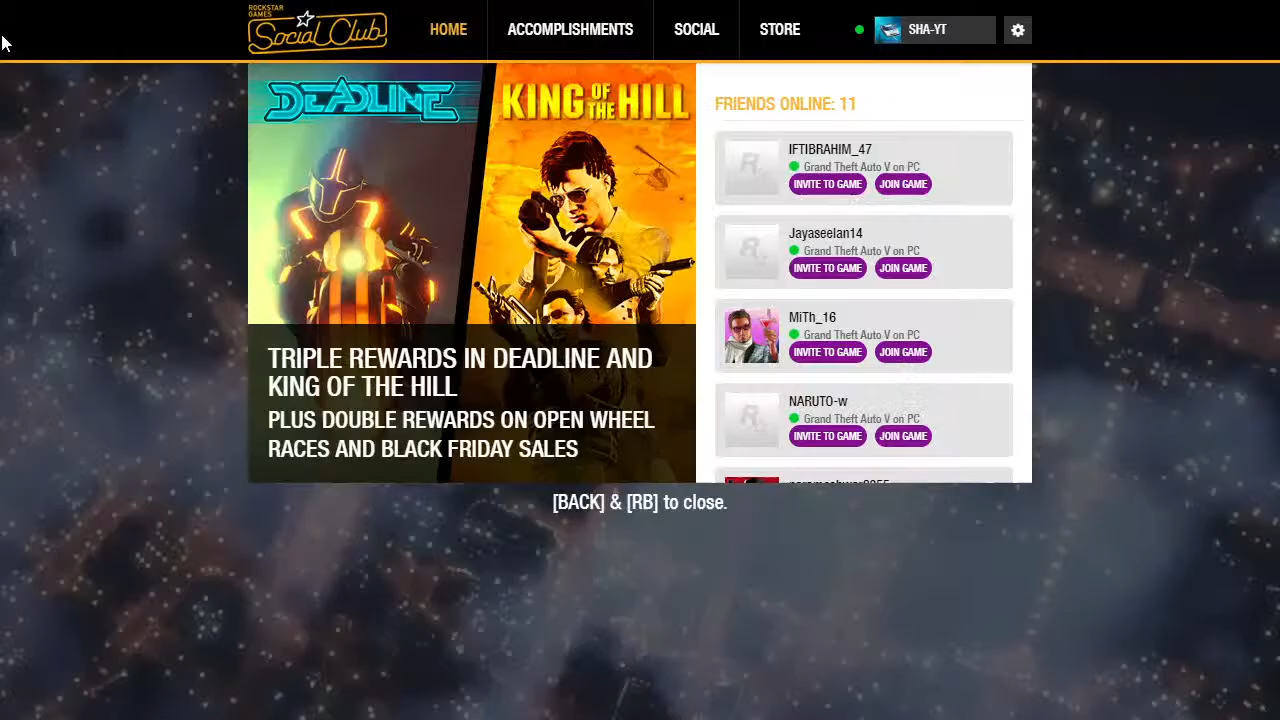 ROCKSTAR
GAMES
Social Club
HOME
ACCOMPLISHMENTS
SOCIAL
STORE
SHA-YT
DEADLINE
KING OF THE HILL
TRIPLE REWARDS IN DEADLINE AND
KING OF THE HILL
PLUS DOUBLE REWARDS ON OPEN WHEEL
RACES AND BLACK FRIDAY SALES
FRIENDS ONLINE: 11
IFTIBRAHIM_47
Grand Theft Auto V on PC
INVITE TO GAME JOIN GAME
Jayaseelan14
Grand Theft Auto V on PC
INVITE TO GAME JOIN GAME
MiTh_16
Grand Theft Auto V on PC
INVITE TO GAME JOIN GAME
NARUTO-w
Grand Theft Auto V on PC
INVITE TO GAME JOIN GAME
[BACK] & [RB] to close.